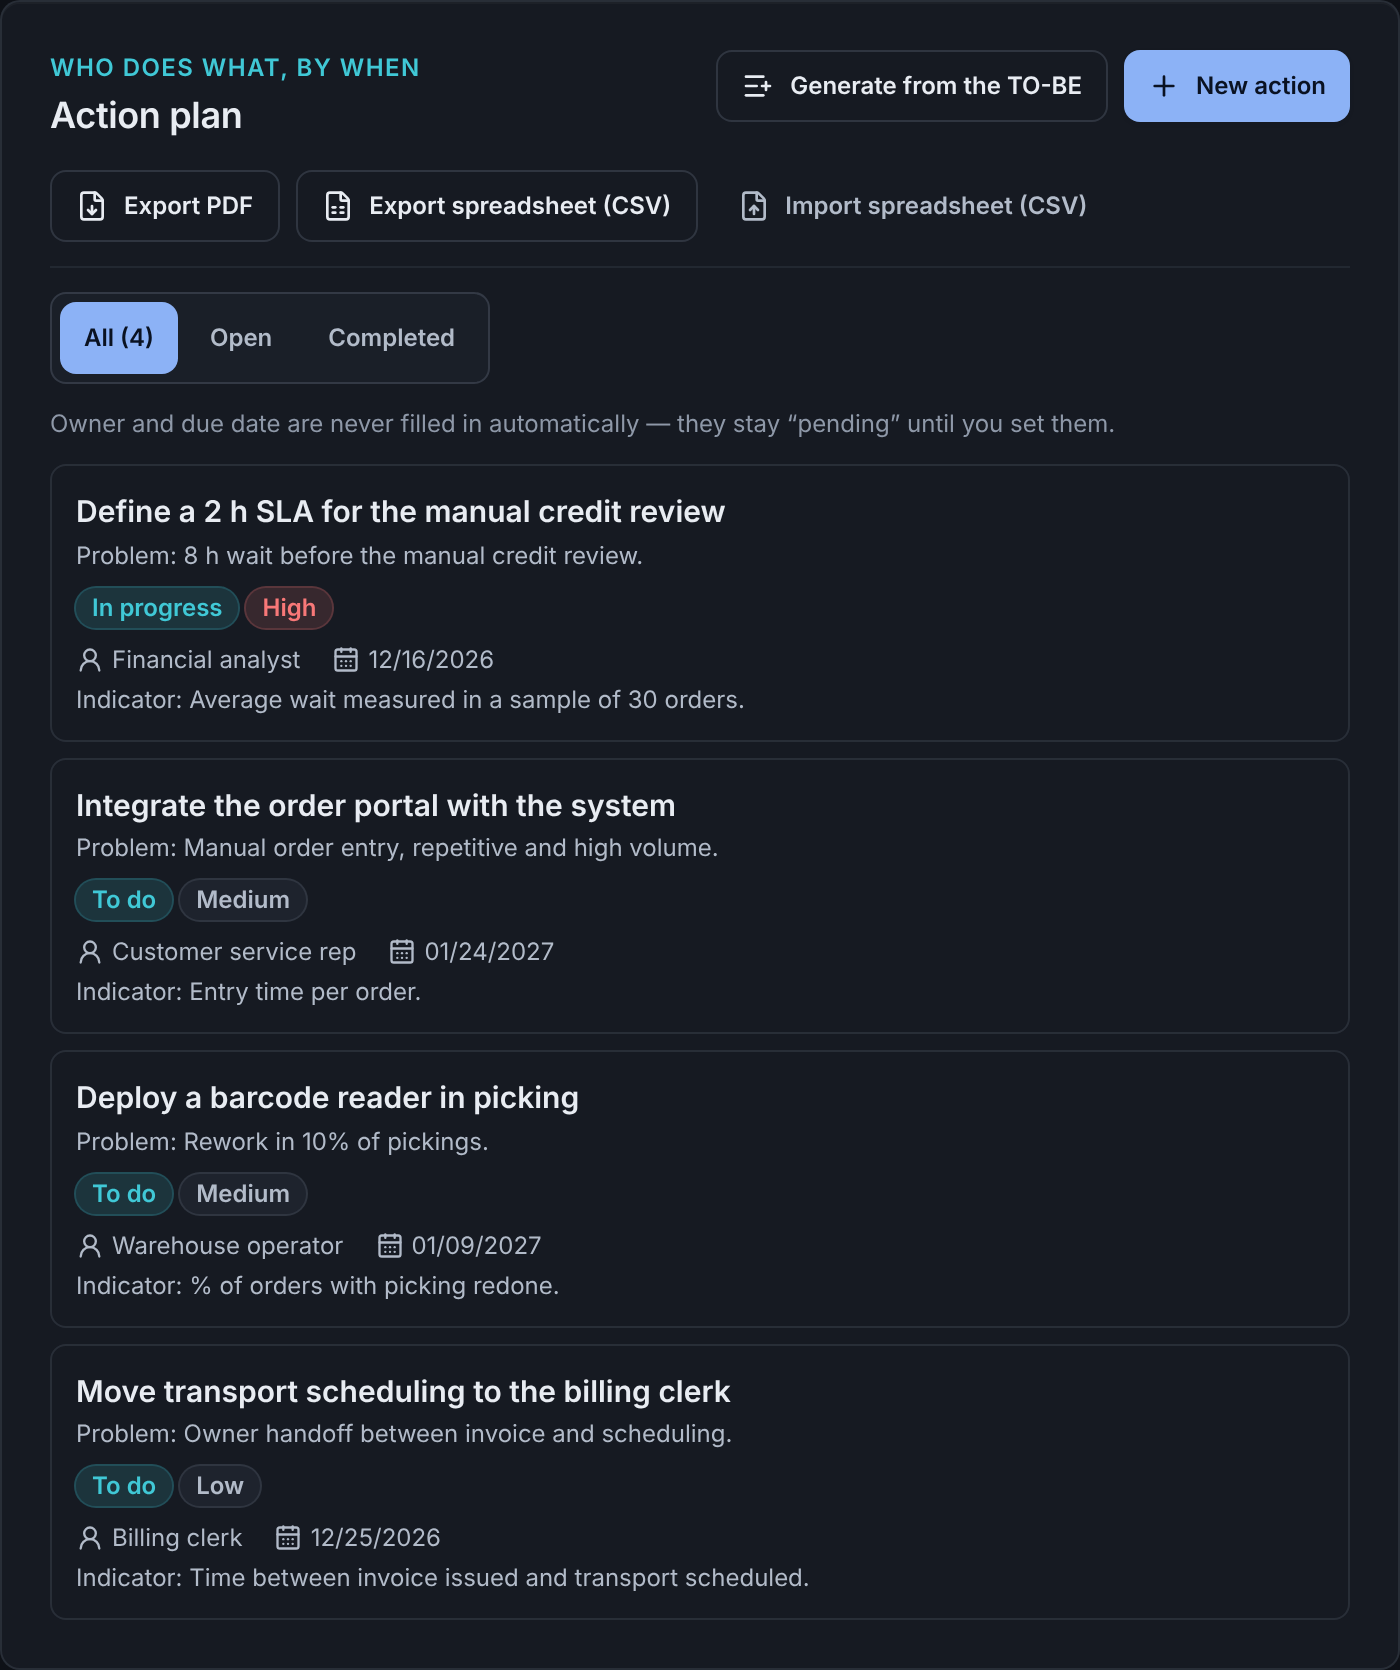 WHO DOES WHAT, BY WHEN
Action plan
Generate from the TO-BE
New action
Export PDF
Export spreadsheet (CSV)
Import spreadsheet (CSV)
All (4)
Open
Completed
Owner and due date are never filled in automatically — they stay “pending” until you set them.
Define a 2 h SLA for the manual credit review
Problem: 8 h wait before the manual credit review.
In progress
High
Financial analyst
12/16/2026
Indicator: Average wait measured in a sample of 30 orders.
Integrate the order portal with the system
Problem: Manual order entry, repetitive and high volume.
To do
Medium
Customer service rep
01/24/2027
Indicator: Entry time per order.
Deploy a barcode reader in picking
Problem: Rework in 10% of pickings.
To do
Medium
Warehouse operator
01/09/2027
Indicator: % of orders with picking redone.
Move transport scheduling to the billing clerk
Problem: Owner handoff between invoice and scheduling.
To do
Low
Billing clerk
12/25/2026
Indicator: Time between invoice issued and transport scheduled.